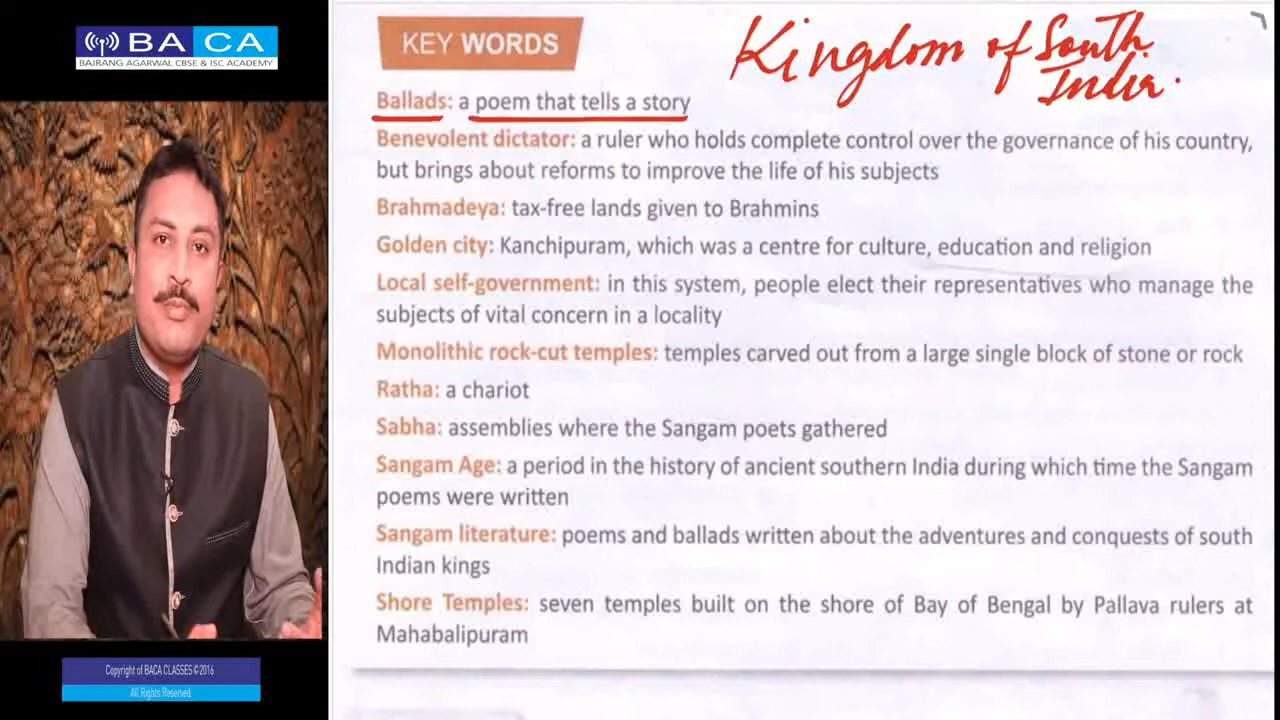 BA CA
BAJRANG AGARWAL CBSE & ISC ACADEMY
KEY WORDS
Kingdom of South
India.
Ballads: a poem that tells a story
Benevolent dictator: a ruler who holds complete control over the governance of his country,
but brings about reforms to improve the life of his subjects
Brahmadeya: tax-free lands given to Brahmins
Golden city: Kanchipuram, which was a centre for culture, education and religion
Local self-government: in this system, people elect their representatives who manage the
subjects of vital concern in a locality
Monolithic rock-cut temples: temples carved out from a large single block of stone or rock
Ratha: a chariot
Sabha: assemblies where the Sangam poets gathered
Sangam Age: a period in the history of ancient southern India during which time the Sangam
poems were written
Sangam literature: poems and ballads written about the adventures and conquests of south
Indian kings
Shore Temples: seven temples built on the shore of Bay of Bengal by Pallava rulers at
Mahabalipuram
Copyright of BACA CLASSES ©2016
All Rights Reserved